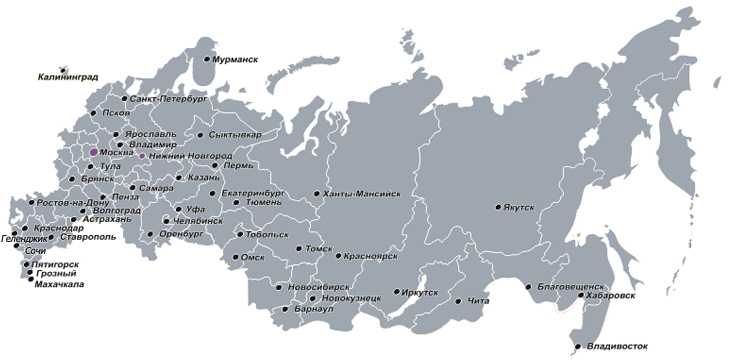 Мурманск
Калининград
Санкт-Петербург
Псков
Ярославль
Сыктывкар
Владимир
Москва
Нижний Новгород
Тула
Пермь
Брянск
Казань
Самара
Екатеринбург
Ханты-Мансийск
Пенза
Тюмень
Ростов-на-Дону
Якутск
Волгоград
Уфа
Астрахань
Челябинск
Краснодар
Оренбург
Тобольск
Геленджик
Ставрополь
Сочи
Томск
Омск
Красноярск
Пятигорск
Грозный
Махачкала
Новосибирск
Благовещенск
Иркутск
Хабаровск
Новокузнецк
Чита
Барнаул
Владивосток